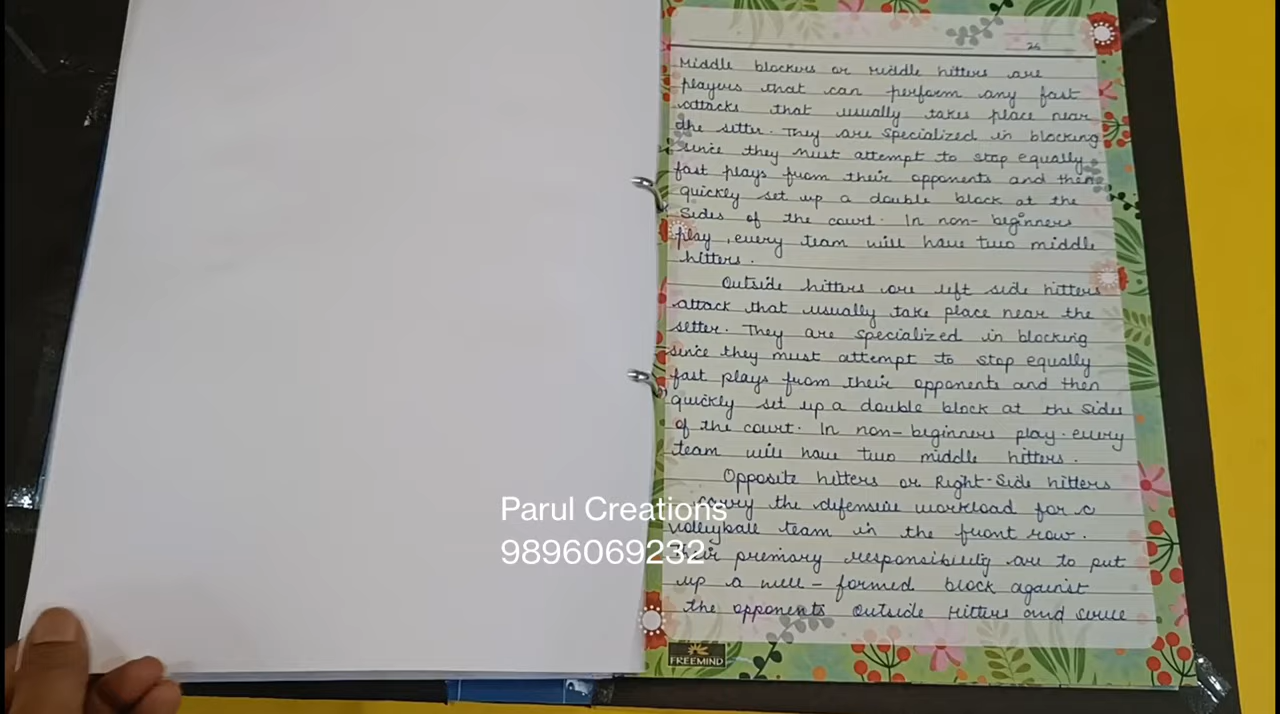 26
Middle blockers or middle hitters are
players that can perform any fast
attacks that usually takes place near
the setter. They are specialized in blocking
since they must attempt to stop equally
fast plays from their opponents and then
quickly set up a double block at the
sides of the court. In non-beginners
play, every team will have two middle
hitters.
Outside hitters are left side hitters
attack that usually take place near the
setter. They are specialized in blocking
since they must attempt to stop equally
fast plays from their opponents and then
quickly set up a double block at the sides
of the court. In non-beginners play. every
team will have two middle hitters.
Opposite hitters or Right-Side hitters
carry the defensive workload for a
volleyball team in the front row.
Their premary responsibility are to put
up a well-formed block against
the opponents outside Hitters and serve
Parul Creations
9896069232
FREEMIND